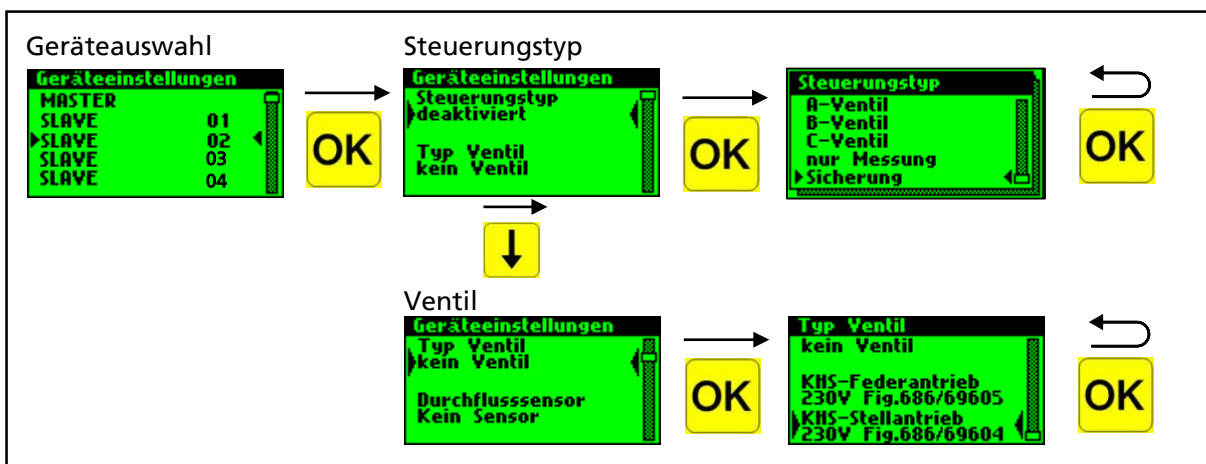 Geräteauswahl
Geräteeinstellungen
MASTER
SLAVE 01
SLAVE 02
SLAVE 03
SLAVE 04
OK
Steuerungstyp
Geräteeinstellungen
Steuerungstyp
deaktiviert
Typ Ventil
kein Ventil
OK
Steuerungstyp
A-Ventil
B-Ventil
C-Ventil
nur Messung
Sicherung
OK
Ventil
Geräteeinstellungen
Typ Ventil
kein Ventil
Durchflusssensor
Kein Sensor
OK
Typ Ventil
kein Ventil
KHS-Federantrieb
230V Fig.686/69605
KHS-Stellantrieb
230V Fig.686/69604
OK